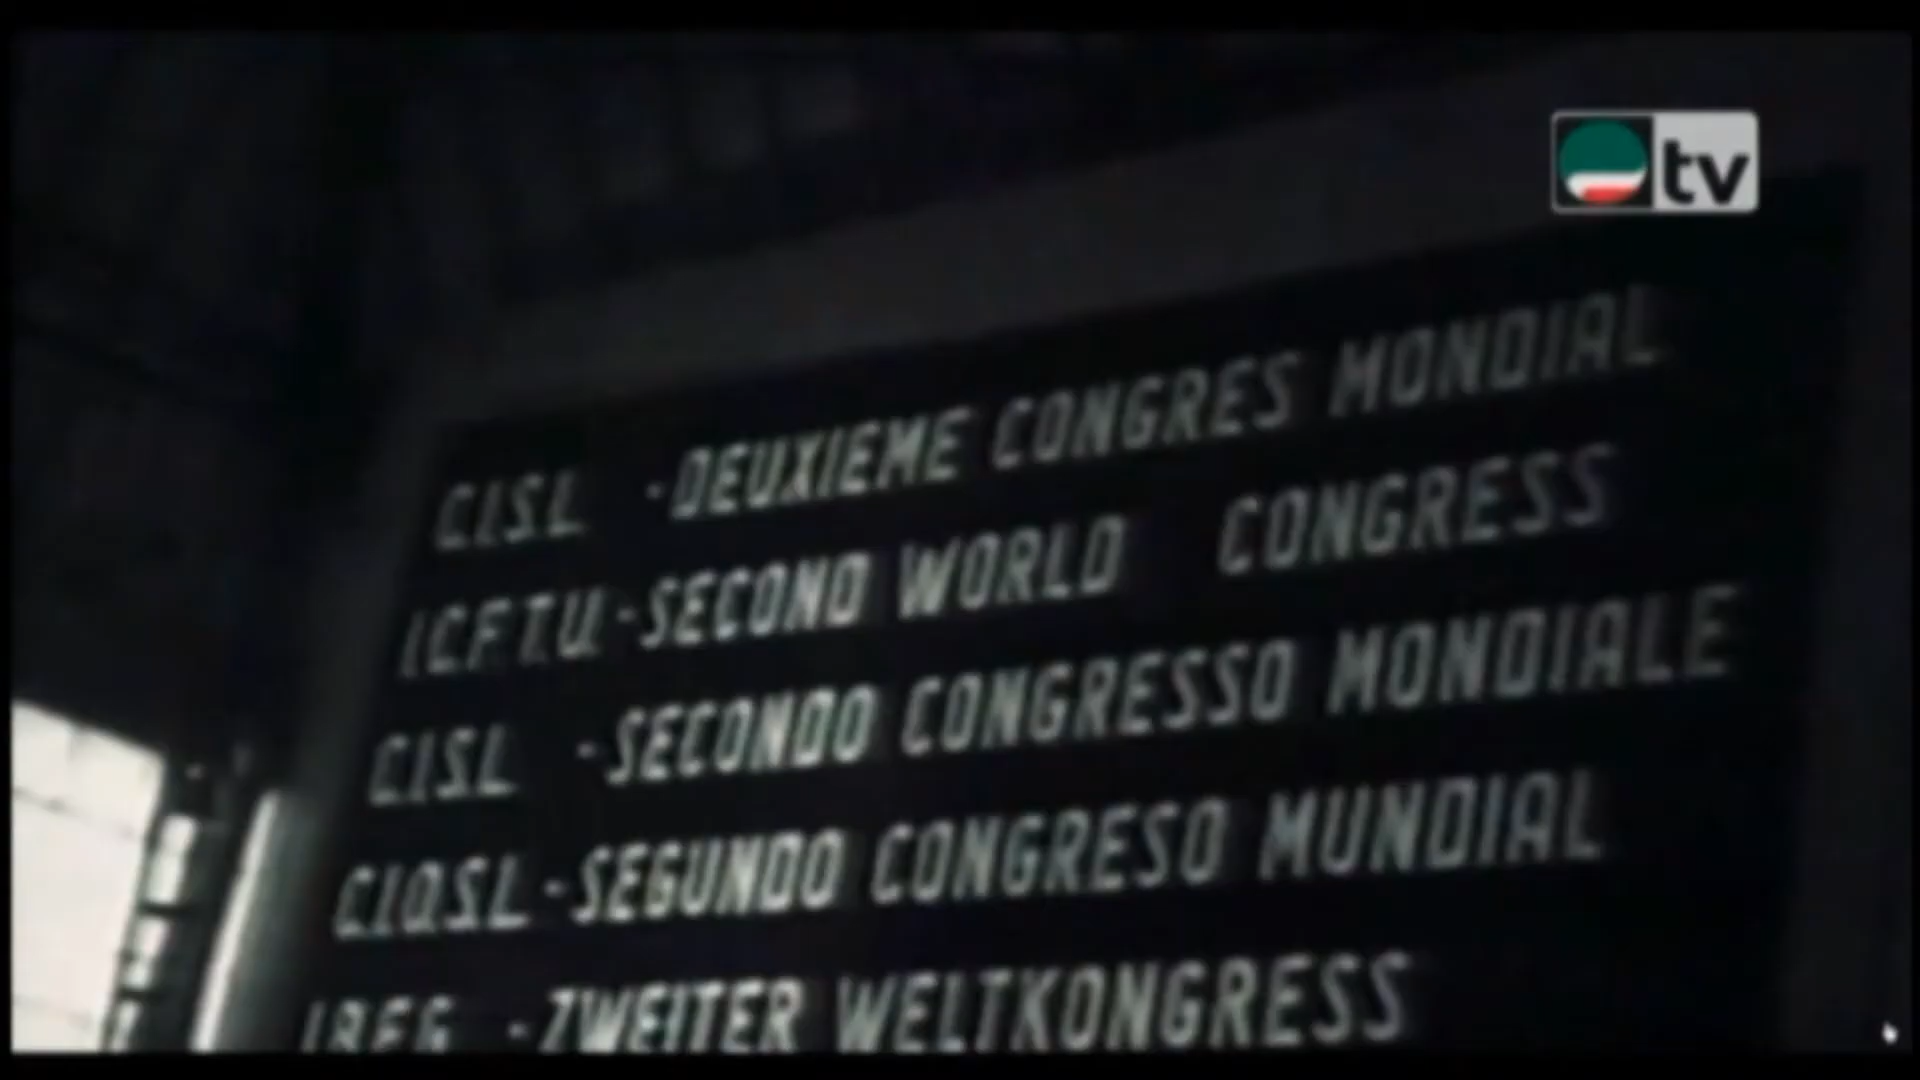 tv
C.I.S.L. - DEUXIEME CONGRES MONDIAL
I.C.F.T.U. - SECOND WORLD CONGRESS
C.I.S.L. - SECONDO CONGRESSO MONDIALE
C.I.O.S.L. - SEGUNDO CONGRESO MUNDIAL
I.B.F.G. - ZWEITER WELTKONGRESS